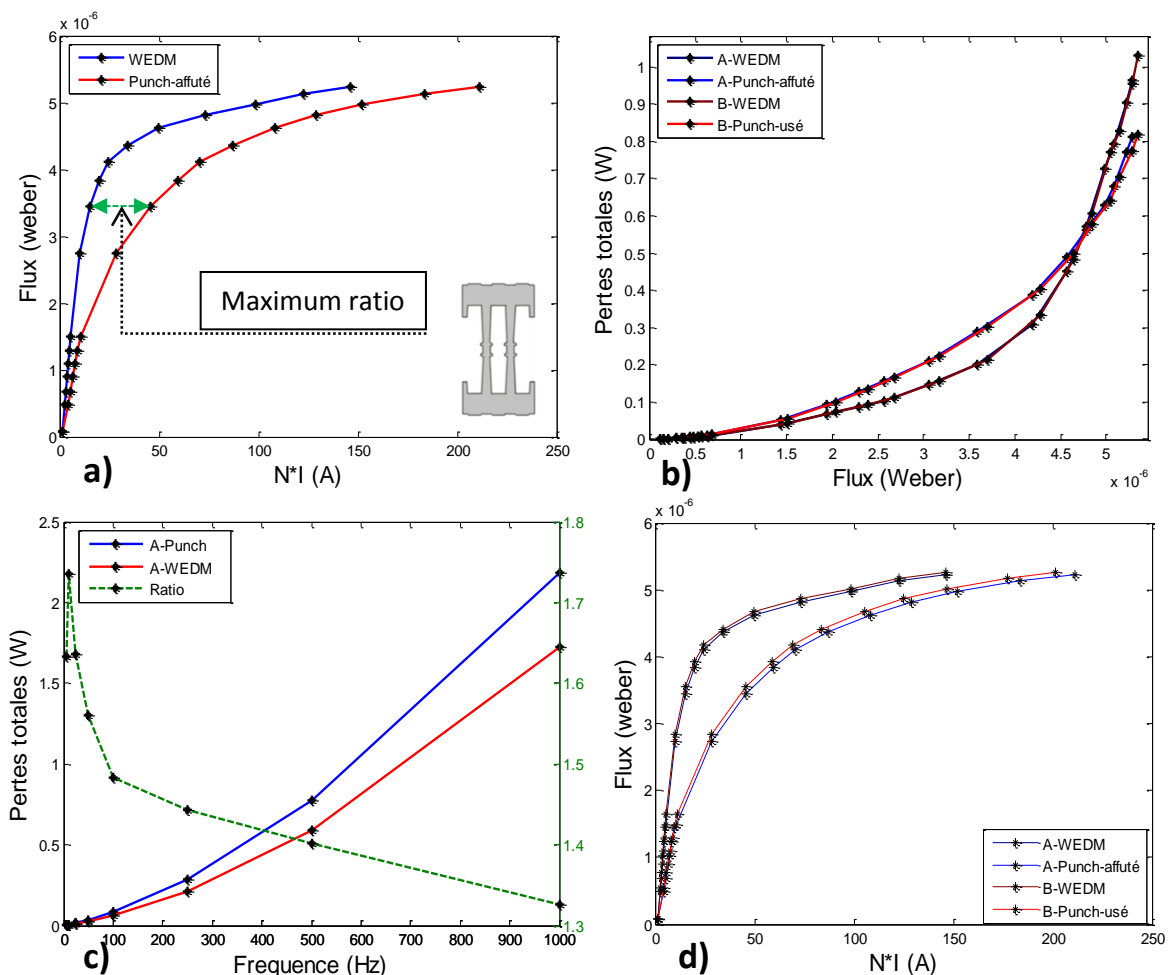 x 10-6
6
5
4
3
2
1
0
Flux (weber)
WEDM
Punch-affuté
Maximum ratio
0 50 100 150 200 250
N*I (A)
a)
1
0.9
0.8
0.7
0.6
0.5
0.4
0.3
0.2
0.1
0
Pertes totales (W)
A-WEDM
A-Punch-affuté
B-WEDM
B-Punch-usé
0 0.5 1 1.5 2 2.5 3 3.5 4 4.5 5
x 10-6
Flux (Weber)
b)
2.5
2
1.5
1
0.5
0
Pertes totales (W)
A-Punch
A-WEDM
Ratio
1.8
1.7
1.6
1.5
1.4
1.3
0 100 200 300 400 500 600 700 800 900 1000
Frequence (Hz)
c)
x 10-6
6
5
4
3
2
1
0
Flux (weber)
A-WEDM
A-Punch-affuté
B-WEDM
B-Punch-usé
0 50 100 150 200 250
N*I (A)
d)